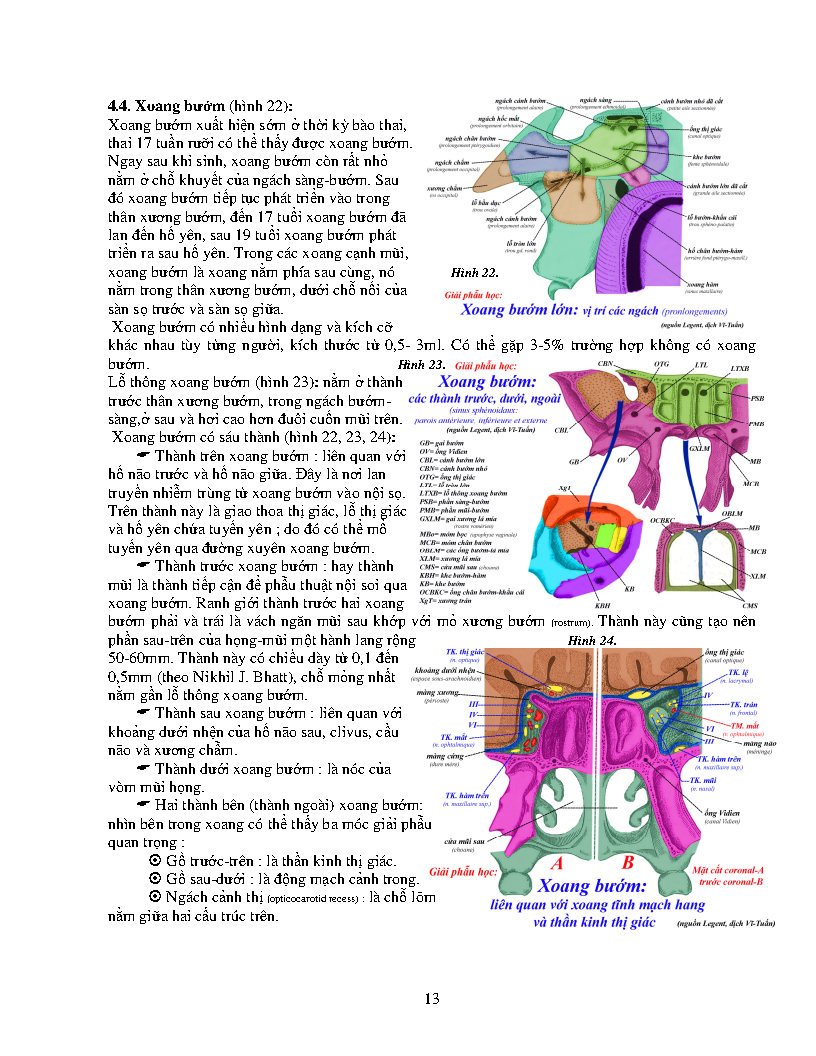 4.4. Xoang bướm (hình 22):
Xoang bướm xuất hiện sớm ở thời kỳ bào thai,
thai 17 tuần rưỡi có thể thấy được xoang bướm.
Ngay sau khi sinh, xoang bướm còn rất nhỏ
nằm ở chỗ khuyết của ngách sàng-bướm. Sau
đó xoang bướm tiếp tục phát triển vào trong
thân xương bướm, đến 17 tuổi xoang bướm đã
lan đến hố yên, sau 19 tuổi xoang bướm phát
triển ra sau hố yên. Trong các xoang cạnh mũi,
xoang bướm là xoang nằm phía sau cùng, nó
nằm trong thân xương bướm, dưới chỗ nối của
sàn sọ trước và sàn sọ giữa.
ngách cánh bướm
(prolongement alaire)
ngách sàng
(prolongement ethmoïdal)
cánh bướm nhỏ đã cắt
(petite aile sectionnée)
ngách hốc mắt
(prolongement orbitaire)
ống thị giác
(canal optique)
ngách chân bướm
(prolongement ptérygoïdien)
khe bướm
(fente sphénoïdale)
ngách chẩm
(prolongement occipital)
cánh bướm lớn đã cắt
(grande aile sectionnée)
xương chẩm
(os occipital)
lỗ bầu dục
(trou ovale)
ngách cánh bướm
(prolongement alaire)
lỗ bướm-khẩu cái
(trou sphéno-palatin)
lỗ tròn lớn
(trou gd. rond)
hố chân bướm-hàm
(arrière fond ptérygo-maxill.)
xoang hàm
(sinus maxillaire)
Hình 22.
Giải phẫu học:
Xoang bướm lớn: vị trí các ngách (pronlongements)
(nguồn Legent, dịch Vĩ-Tuấn)
Xoang bướm có nhiều hình dạng và kích cỡ
khác nhau tùy từng người, kích thước từ 0,5- 3ml. Có thể gặp 3-5% trường hợp không có xoang
bướm.
Lỗ thông xoang bướm (hình 23): nằm ở thành
trước thân xương bướm, trong ngách bướm-
sàng,ở sau và hơi cao hơn đuôi cuốn mũi trên.
Xoang bướm có sáu thành (hình 22, 23, 24):
☛ Thành trên xoang bướm : liên quan với
hố não trước và hố não giữa. Đây là nơi lan
truyền nhiễm trùng từ xoang bướm vào nội sọ.
Trên thành này là giao thoa thị giác, lỗ thị giác
và hố yên chứa tuyến yên ; do đó có thể mổ
tuyến yên qua đường xuyên xoang bướm.
☛ Thành trước xoang bướm : hay thành
mũi là thành tiếp cận để phẫu thuật nội soi qua
xoang bướm. Ranh giới thành trước hai xoang
bướm phải và trái là vách ngăn mũi sau khớp với mỏ xương bướm (rostrum). Thành này cũng tạo nên
phần sau-trên của họng-mũi một hành lang rộng
50-60mm. Thành này có chiều dày từ 0,1 đến
0,5mm (theo Nikhil J. Bhatt), chỗ mỏng nhất
nằm gần lỗ thông xoang bướm.
☛ Thành sau xoang bướm : liên quan với
khoảng dưới nhện của hố não sau, clivus, cầu
não và xương chẩm.
☛ Thành dưới xoang bướm : là nóc của
vòm mũi họng.
☛ Hai thành bên (thành ngoài) xoang bướm:
nhìn bên trong xoang có thể thấy ba móc giải phẫu
quan trọng :
Gồ trước-trên : là thần kinh thị giác.
Gồ sau-dưới : là động mạch cảnh trong.
Ngách cảnh thị (opticocarotid recess) : là chỗ lõm
nằm giữa hai cấu trúc trên.
Hình 23. Giải phẫu học:
Xoang bướm:
các thành trước, dưới, ngoài
(sinus sphénoïdaux:
parois antérieure, inférieure et externe
(nguồn Legent, dịch Vĩ-Tuấn)
GB= gai bướm
OV= ống Vidien
CBL= cánh bướm lớn
CBN= cánh bướm nhỏ
OTG= ống thị giác
LTL= lỗ tròn lớn
LTXB= lỗ thông xoang bướm
PSB= phần sàng-bướm
PMB= phần mũi-bướm
GXLM= gai xương lá mía
(rostre vomérien)
MBo= móm bọc (apophyse vaginale)
MCB= móm chân bướm
OBLM= các ống bướm-lá mía
XLM= xương lá mía
CMS= cửa mũi sau (choane)
KBH= khe bướm-hàm
KB= khe bướm
OCBKC= ống chân bướm-khẩu cái
XgT= xương trán
CBN
OTG
LTL
LTXB
PSB
PMB
CBL
GXLM
GB
OV
MB
MCB
XgT
OBLM
OCBKC
MB
MCB
XLM
KB
KBH
CMS
Hình 24.
TK. thị giác
(n. optique)
khoảng dưới nhện
(espace sous-arachnoïdien)
màng xương
(périoste)
III
IV
VI
TK. mắt
(n. ophtalmique)
màng cứng
(dure mère)
TK. hàm trên
(n. maxillaire sup.)
cửa mũi sau
(choane)
ống thị giác
(canal optique)
TK. lệ
(n. lacrymal)
IV
TK. trán
(n. frontal)
TM. mắt
(v. ophtalmique)
VI
III
màng não
(méninge)
TK. hàm trên
(n. maxillaire sup.)
TK. mũi
(n. nasal)
ống Vidien
(canal Vidien)
A
B
Giải phẫu học:
Mặt cắt coronal-A
trước coronal-B
Xoang bướm:
liên quan với xoang tĩnh mạch hang
và thần kinh thị giác
(nguồn Legent, dịch Vĩ-Tuấn)
13